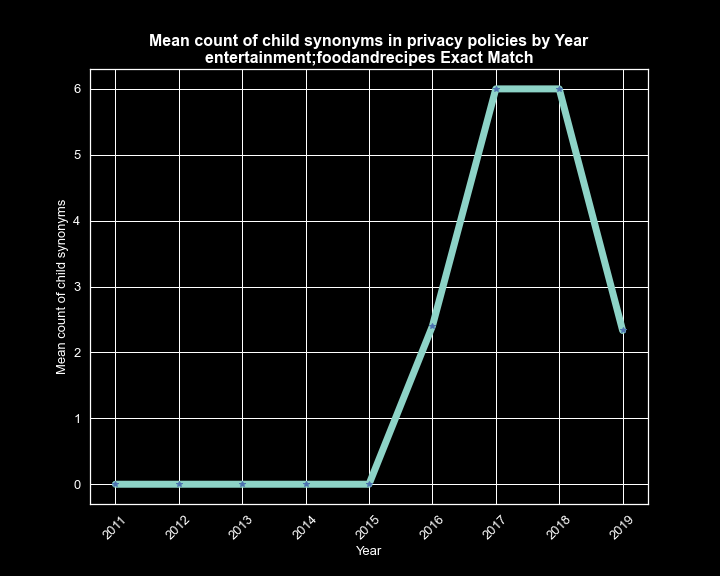 Mean count of child synonyms in privacy policies by Year
entertainment;foodandrecipes Exact Match
6
5
4
3
2
1
0
Mean count of child synonyms
2011 2012 2013 2014 2015 2016 2017 2018 2019
Year